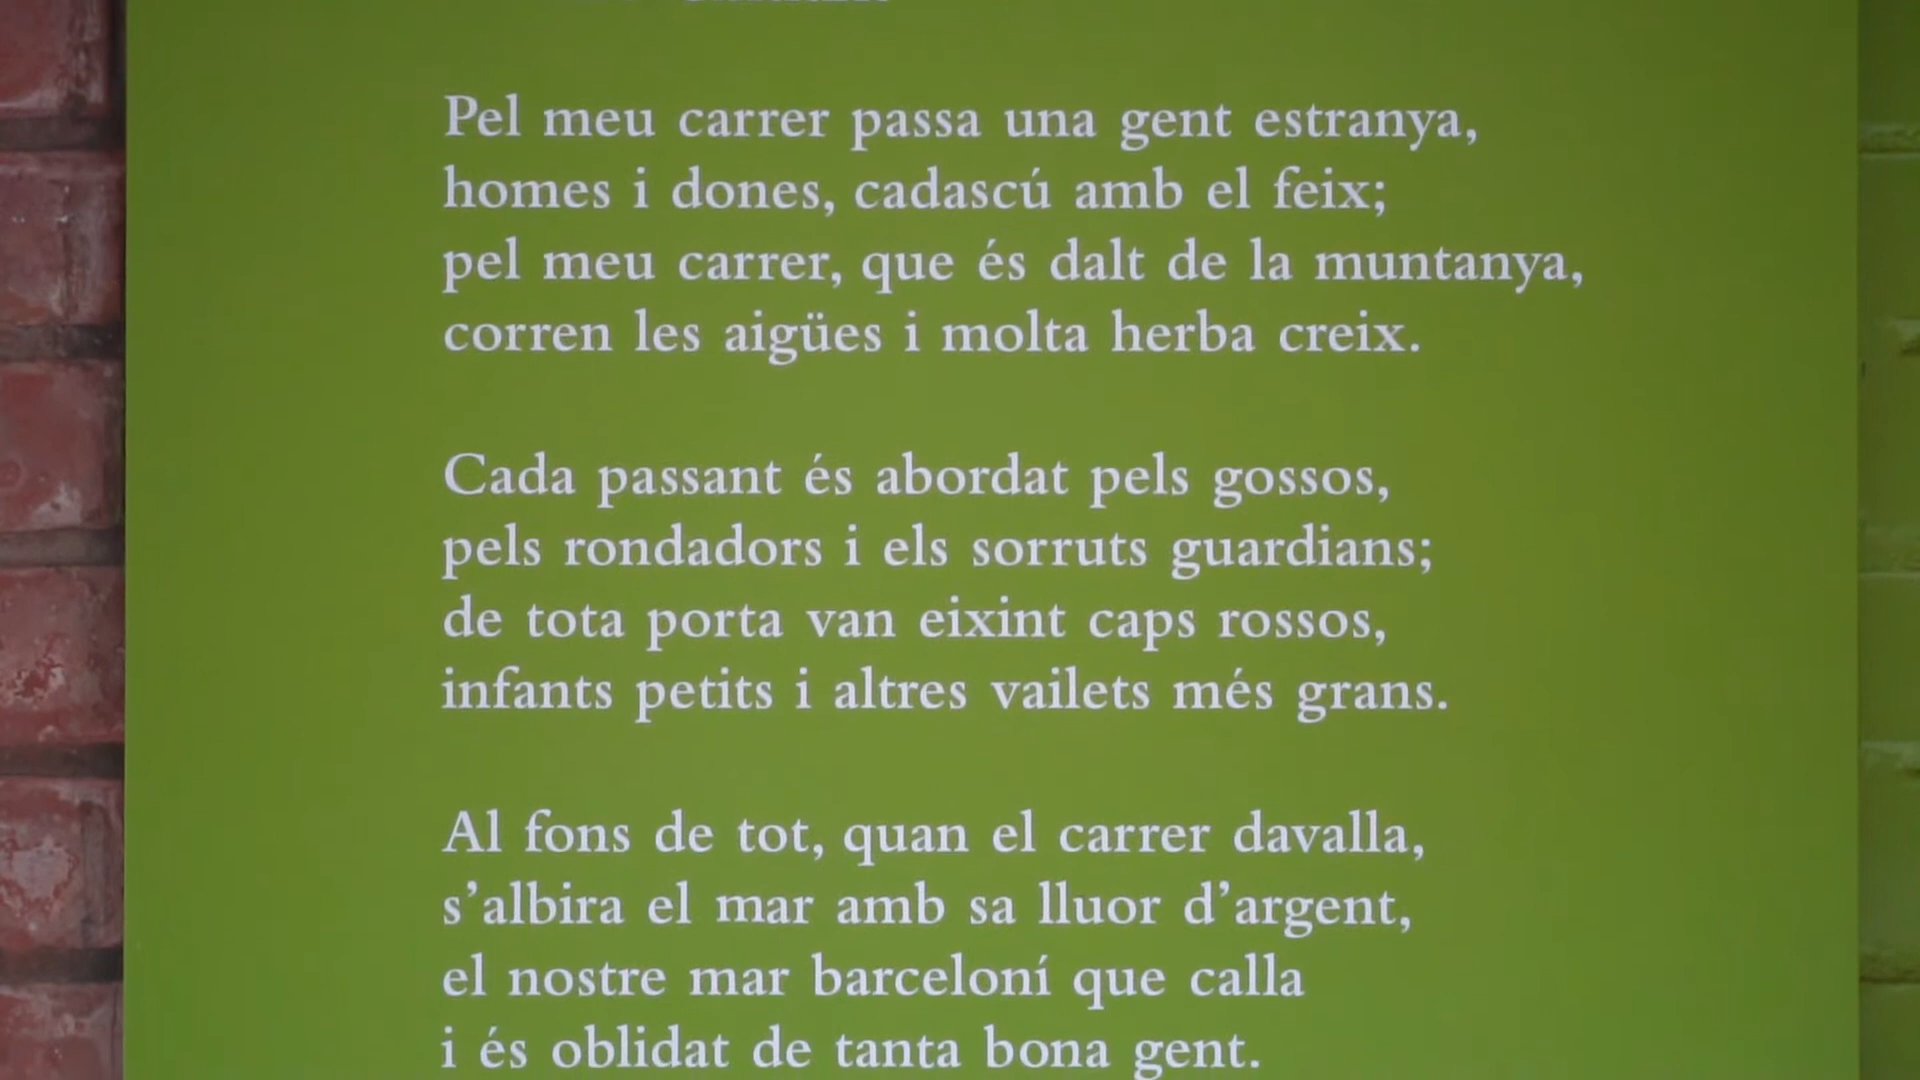 Pel meu carrer passa una gent estranya,
homes i dones, cadascú amb el feix;
pel meu carrer, que és dalt de la muntanya,
corren les aigües i molta herba creix.
Cada passant és abordat pels gossos,
pels rondadors i els sorruts guardians;
de tota porta van eixint caps rossos,
infants petits i altres vailets més grans.
Al fons de tot, quan el carrer davalla,
s’albira el mar amb sa lluor d’argent,
el nostre mar barceloní que calla
i és oblidat de tanta bona gent.